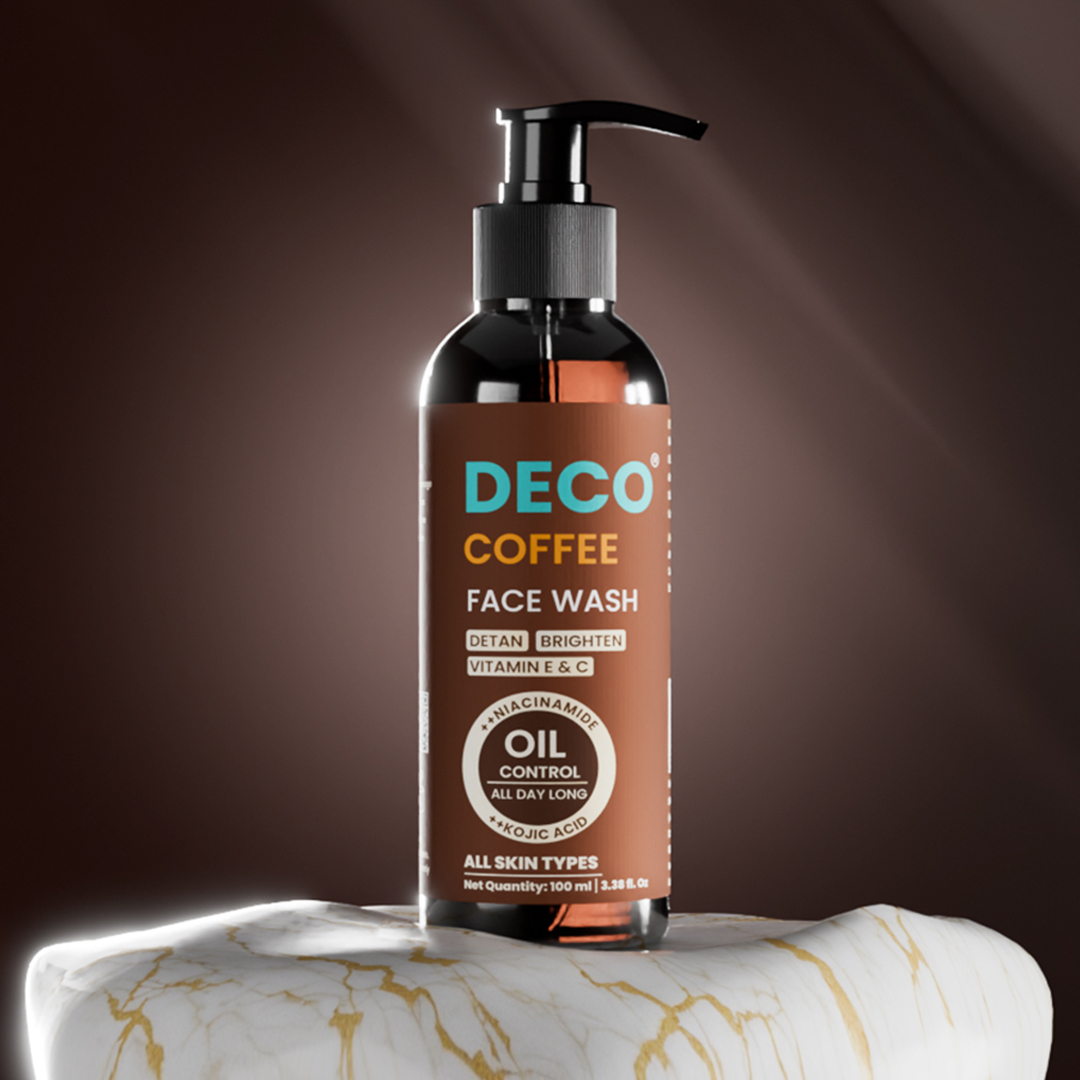 DECO®
COFFEE
FACE WASH
DETAN BRIGHTEN
VITAMIN E & C
++NIACINAMIDE
OIL
CONTROL
ALL DAY LONG
++KOJIC ACID
ALL SKIN TYPES
Net Quantity: 100 ml | 3.38 fl. Oz